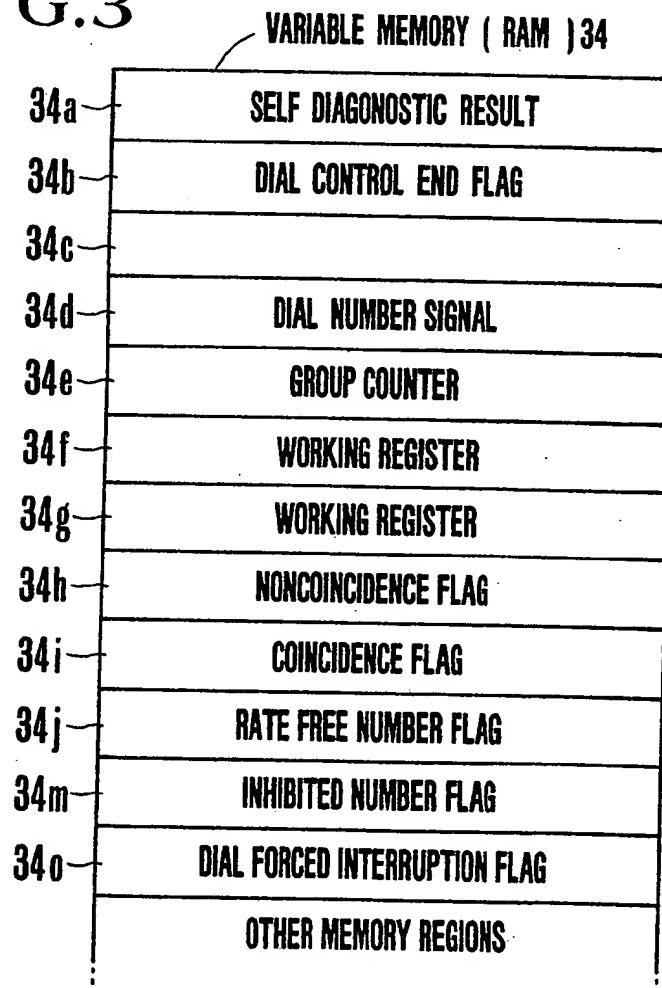 G.3
VARIABLE MEMORY ( RAM ) 34
34a SELF DIAGONOSTIC RESULT
34b DIAL CONTROL END FLAG
34c
34d DIAL NUMBER SIGNAL
34e GROUP COUNTER
34f WORKING REGISTER
34g WORKING REGISTER
34h NONCOINCIDENCE FLAG
34i COINCIDENCE FLAG
34j RATE FREE NUMBER FLAG
34m INHIBITED NUMBER FLAG
34o DIAL FORCED INTERRUPTION FLAG
OTHER MEMORY REGIONS